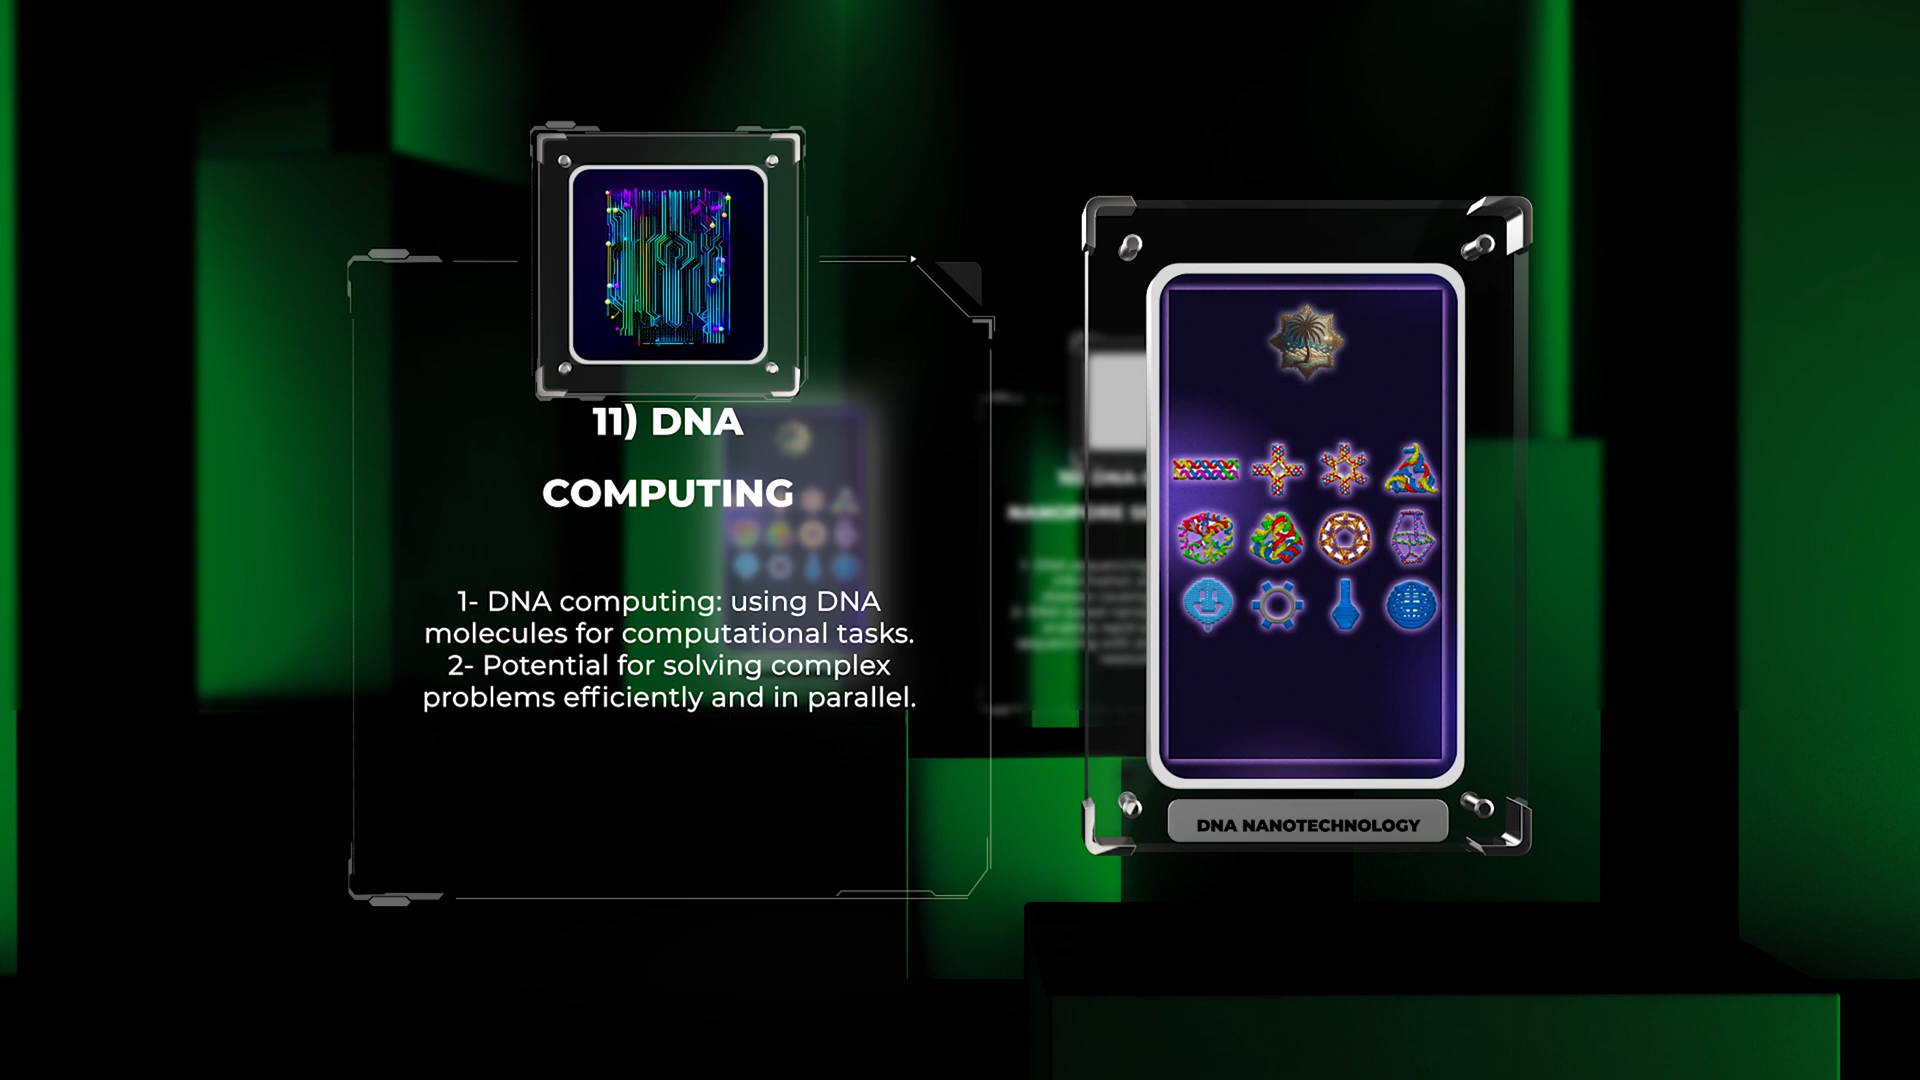 11) DNA
COMPUTING
1- DNA computing: using DNA
molecules for computational tasks.
2- Potential for solving complex
problems efficiently and in parallel.
DNA NANOTECHNOLOGY